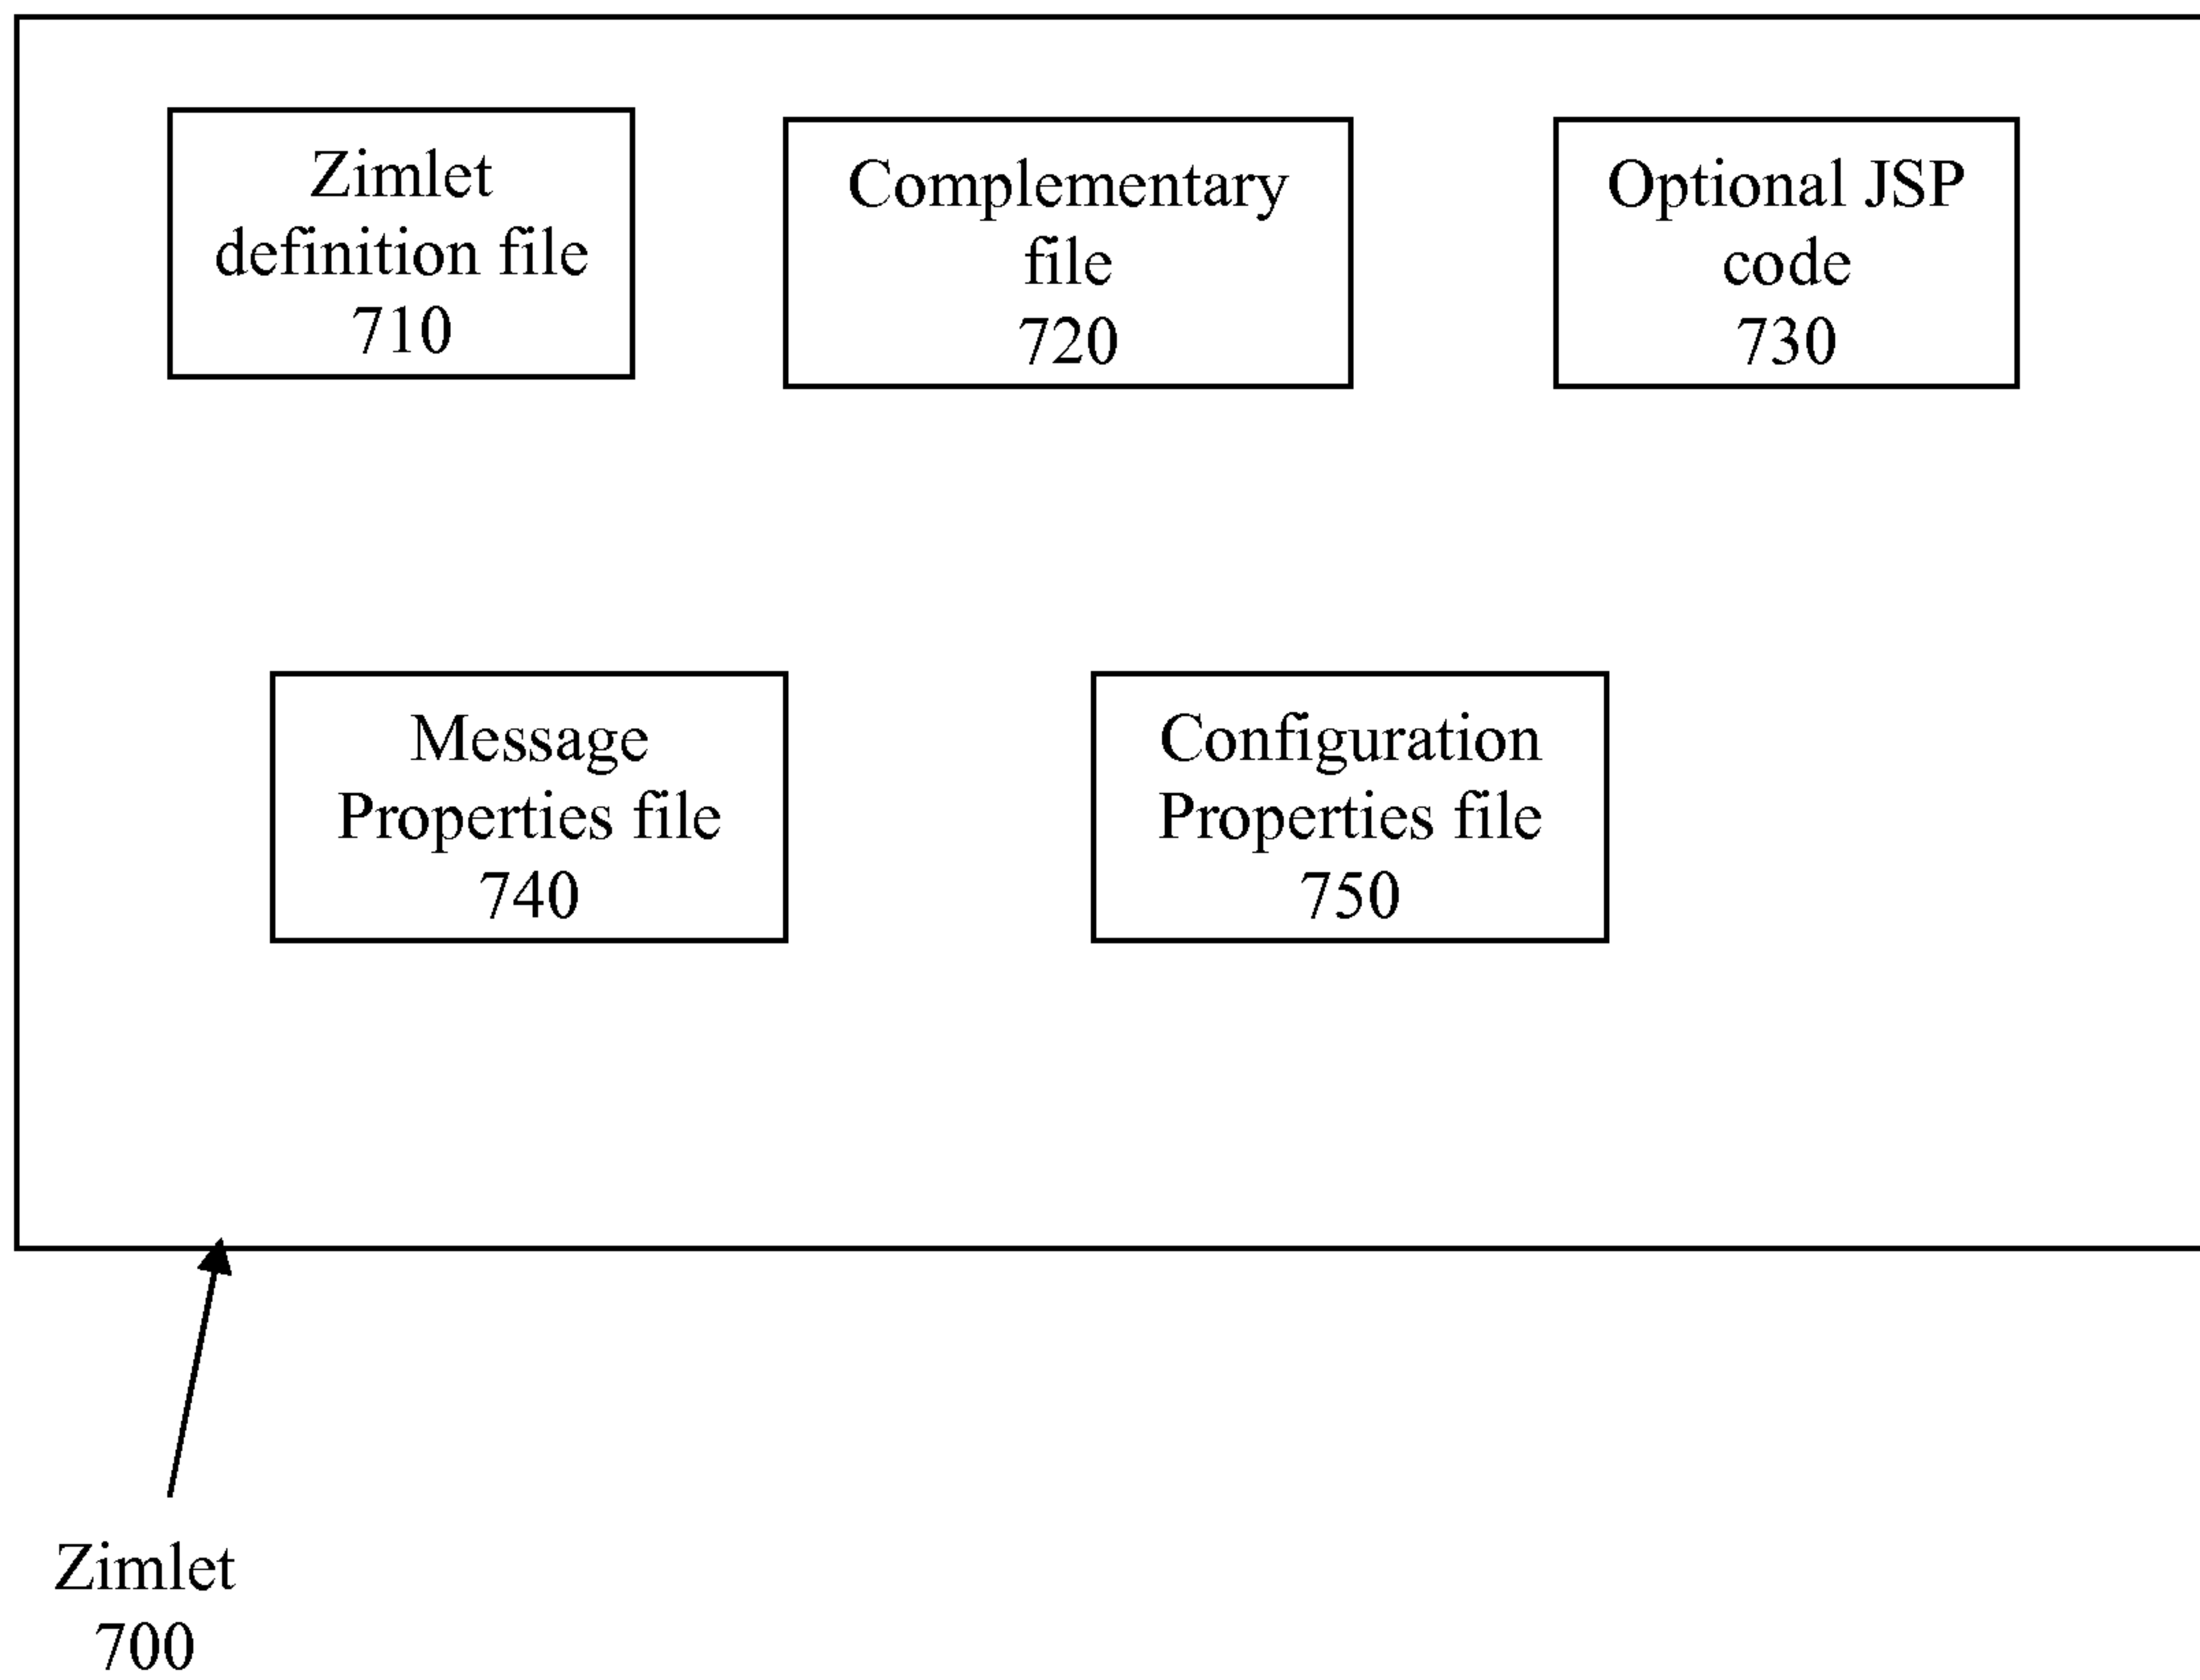 Zimlet
definition file
710
Complementary
file
720
Optional JSP
code
730
Message
Properties file
740
Configuration
Properties file
750
Zimlet
700